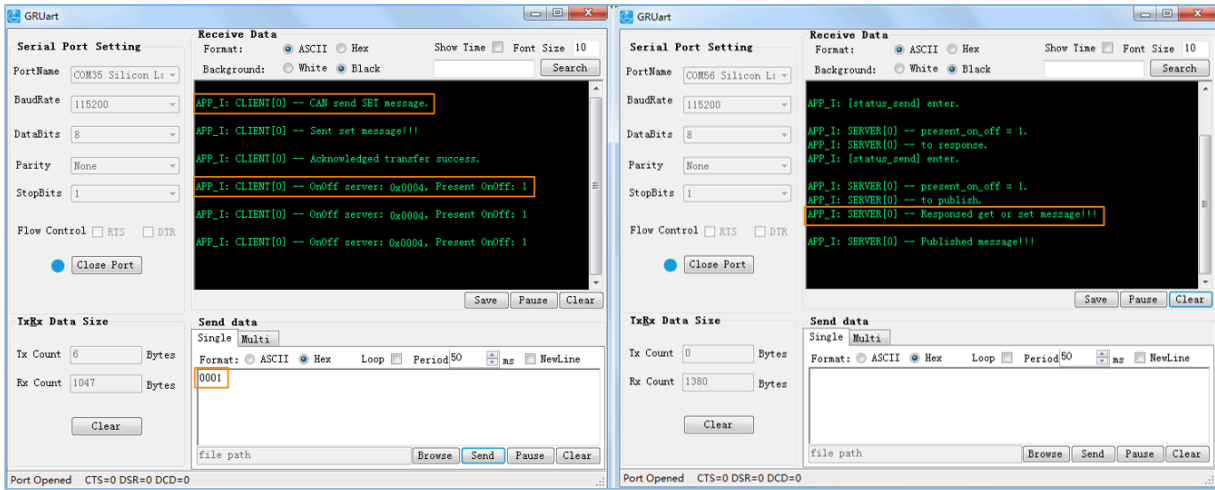 GRUart
Serial Port Setting
PortName COM35 Silicon La
BaudRate 115200
DataBits 8
Parity None
StopBits 1
Flow Control RTS DTR
Close Port
TxRx Data Size
Tx Count 6 Bytes
Rx Count 1047 Bytes
Clear
Receive Data
Format: ASCII Hex Show Time Font Size 10
Background: White Black Search
APP_I: CLIENT[0] -- CAN send SET message.
APP_I: CLIENT[0] -- Sent set message!!!
APP_I: CLIENT[0] -- Acknowledged transfer success.
APP_I: CLIENT[0] -- OnOff server: 0x0004, Present OnOff: 1
APP_I: CLIENT[0] -- OnOff server: 0x0004, Present OnOff: 1
APP_I: CLIENT[0] -- OnOff server: 0x0004, Present OnOff: 1
Save Pause Clear
Send data
Single Multi
Format: ASCII Hex Loop Period 50 ms NewLine
0001
file path Browse Send Pause Clear
Port Opened CTS=0 DSR=0 DCD=0
GRUart
Serial Port Setting
PortName COM56 Silicon La
BaudRate 115200
DataBits 8
Parity None
StopBits 1
Flow Control RTS DTR
Close Port
TxRx Data Size
Tx Count 0 Bytes
Rx Count 1380 Bytes
Clear
Receive Data
Format: ASCII Hex Show Time Font Size 10
Background: White Black Search
APP_I: [status_send] enter.
APP_I: SERVER[0] -- present_on_off = 1.
APP_I: SERVER[0] -- to response.
APP_I: [status_send] enter.
APP_I: SERVER[0] -- present_on_off = 1.
APP_I: SERVER[0] -- to publish.
APP_I: SERVER[0] -- Responsed get or set message!!!
APP_I: SERVER[0] -- Published message!!!
Save Pause Clear
Send data
Single Multi
Format: ASCII Hex Loop Period 50 ms NewLine
file path Browse Send Pause Clear
Port Opened CTS=0 DSR=0 DCD=0